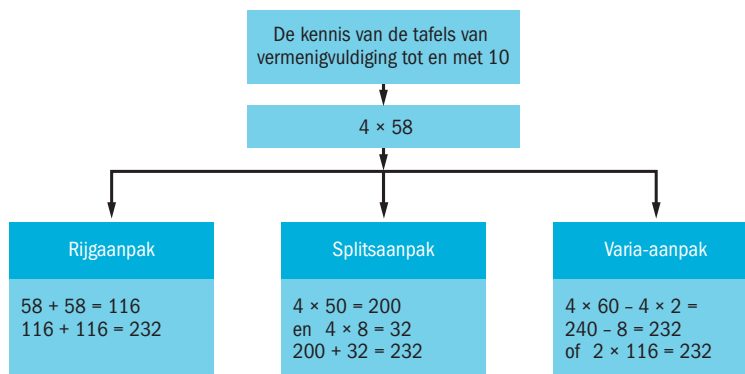 De kennis van de tafels van
vermenigvuldiging tot en met 10
4 × 58
Rijgaanpak
58 + 58 = 116
116 + 116 = 232
Splitsaanpak
4 × 50 = 200
en 4 × 8 = 32
200 + 32 = 232
Varia-aanpak
4 × 60 – 4 × 2 =
240 – 8 = 232
of 2 × 116 = 232